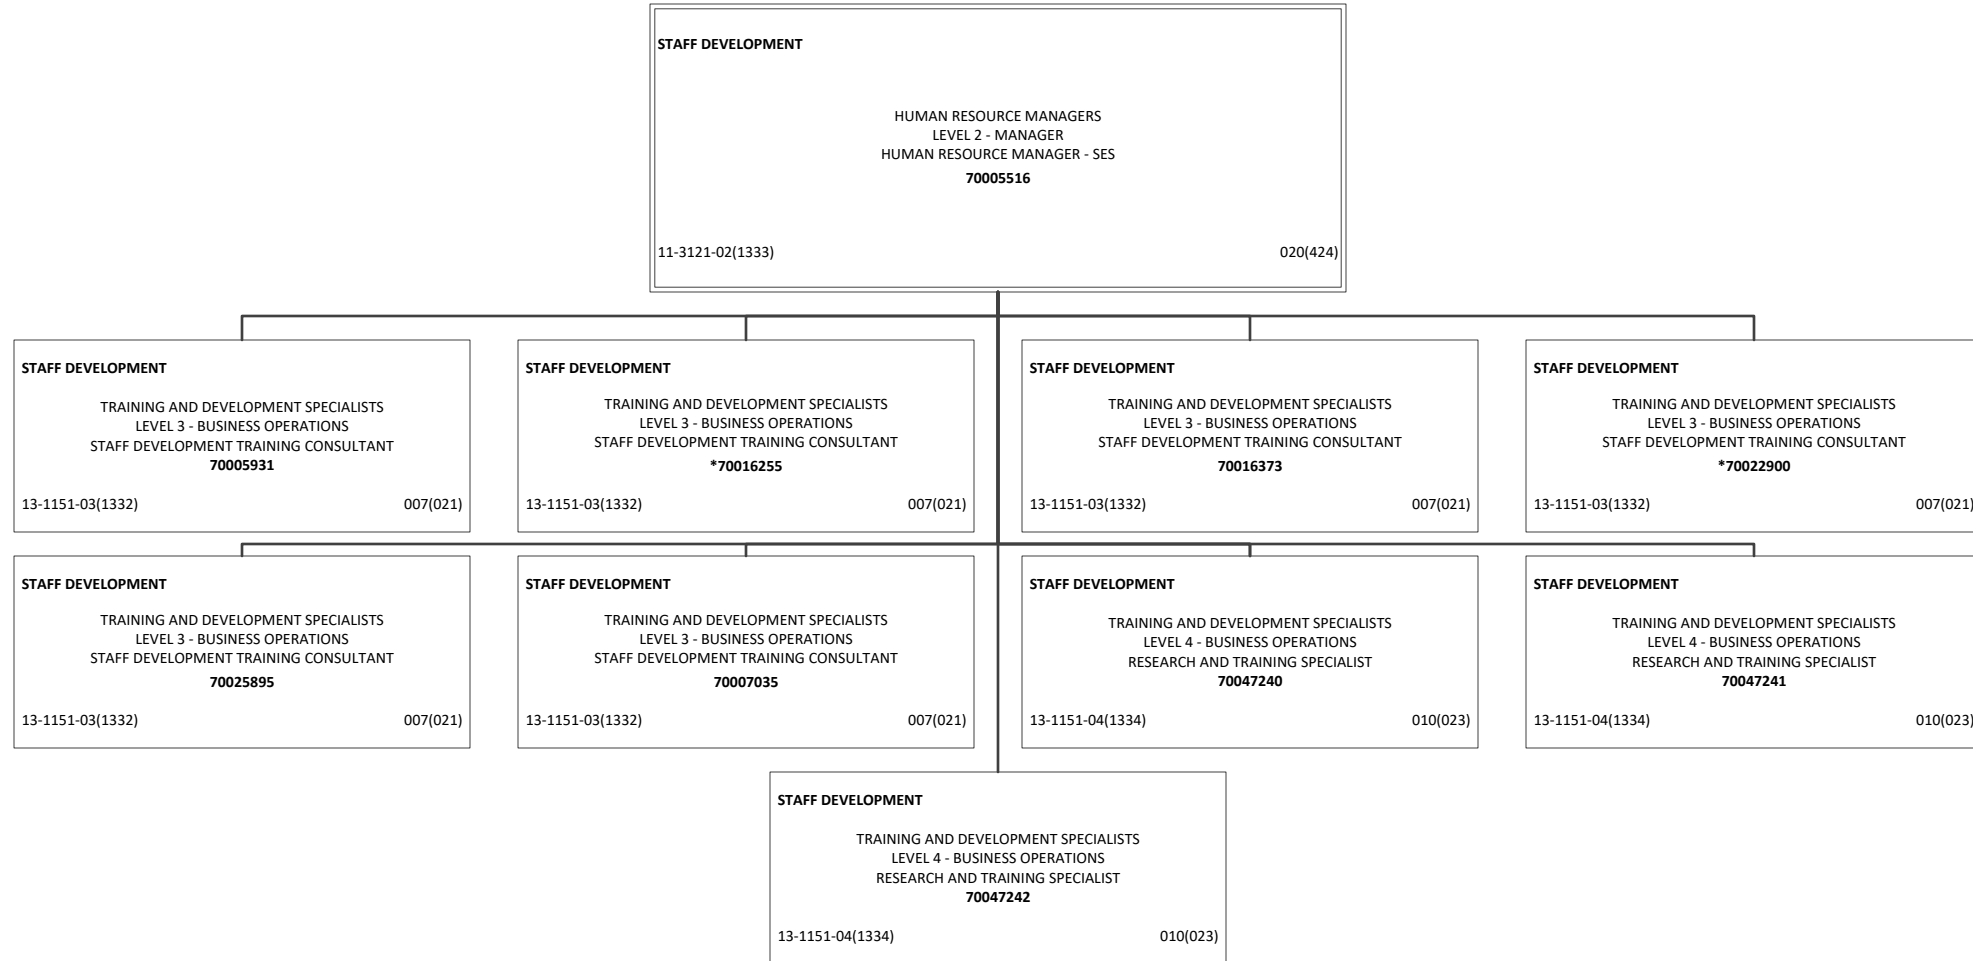 STAFF DEVELOPMENT
HUMAN RESOURCE MANAGERS
LEVEL 2 - MANAGER
HUMAN RESOURCE MANAGER - SES
70005516
11-3121-02(1333) 020(424)
STAFF DEVELOPMENT
TRAINING AND DEVELOPMENT SPECIALISTS
LEVEL 3 - BUSINESS OPERATIONS
STAFF DEVELOPMENT TRAINING CONSULTANT
70005931
13-1151-03(1332) 007(021)
STAFF DEVELOPMENT
TRAINING AND DEVELOPMENT SPECIALISTS
LEVEL 3 - BUSINESS OPERATIONS
STAFF DEVELOPMENT TRAINING CONSULTANT
*70016255
13-1151-03(1332) 007(021)
STAFF DEVELOPMENT
TRAINING AND DEVELOPMENT SPECIALISTS
LEVEL 3 - BUSINESS OPERATIONS
STAFF DEVELOPMENT TRAINING CONSULTANT
70016373
13-1151-03(1332) 007(021)
STAFF DEVELOPMENT
TRAINING AND DEVELOPMENT SPECIALISTS
LEVEL 3 - BUSINESS OPERATIONS
STAFF DEVELOPMENT TRAINING CONSULTANT
*70022900
13-1151-03(1332) 007(021)
STAFF DEVELOPMENT
TRAINING AND DEVELOPMENT SPECIALISTS
LEVEL 3 - BUSINESS OPERATIONS
STAFF DEVELOPMENT TRAINING CONSULTANT
70025895
13-1151-03(1332) 007(021)
STAFF DEVELOPMENT
TRAINING AND DEVELOPMENT SPECIALISTS
LEVEL 3 - BUSINESS OPERATIONS
STAFF DEVELOPMENT TRAINING CONSULTANT
70007035
13-1151-03(1332) 007(021)
STAFF DEVELOPMENT
TRAINING AND DEVELOPMENT SPECIALISTS
LEVEL 4 - BUSINESS OPERATIONS
RESEARCH AND TRAINING SPECIALIST
70047240
13-1151-04(1334) 010(023)
STAFF DEVELOPMENT
TRAINING AND DEVELOPMENT SPECIALISTS
LEVEL 4 - BUSINESS OPERATIONS
RESEARCH AND TRAINING SPECIALIST
70047241
13-1151-04(1334) 010(023)
STAFF DEVELOPMENT
TRAINING AND DEVELOPMENT SPECIALISTS
LEVEL 4 - BUSINESS OPERATIONS
RESEARCH AND TRAINING SPECIALIST
70047242
13-1151-04(1334) 010(023)